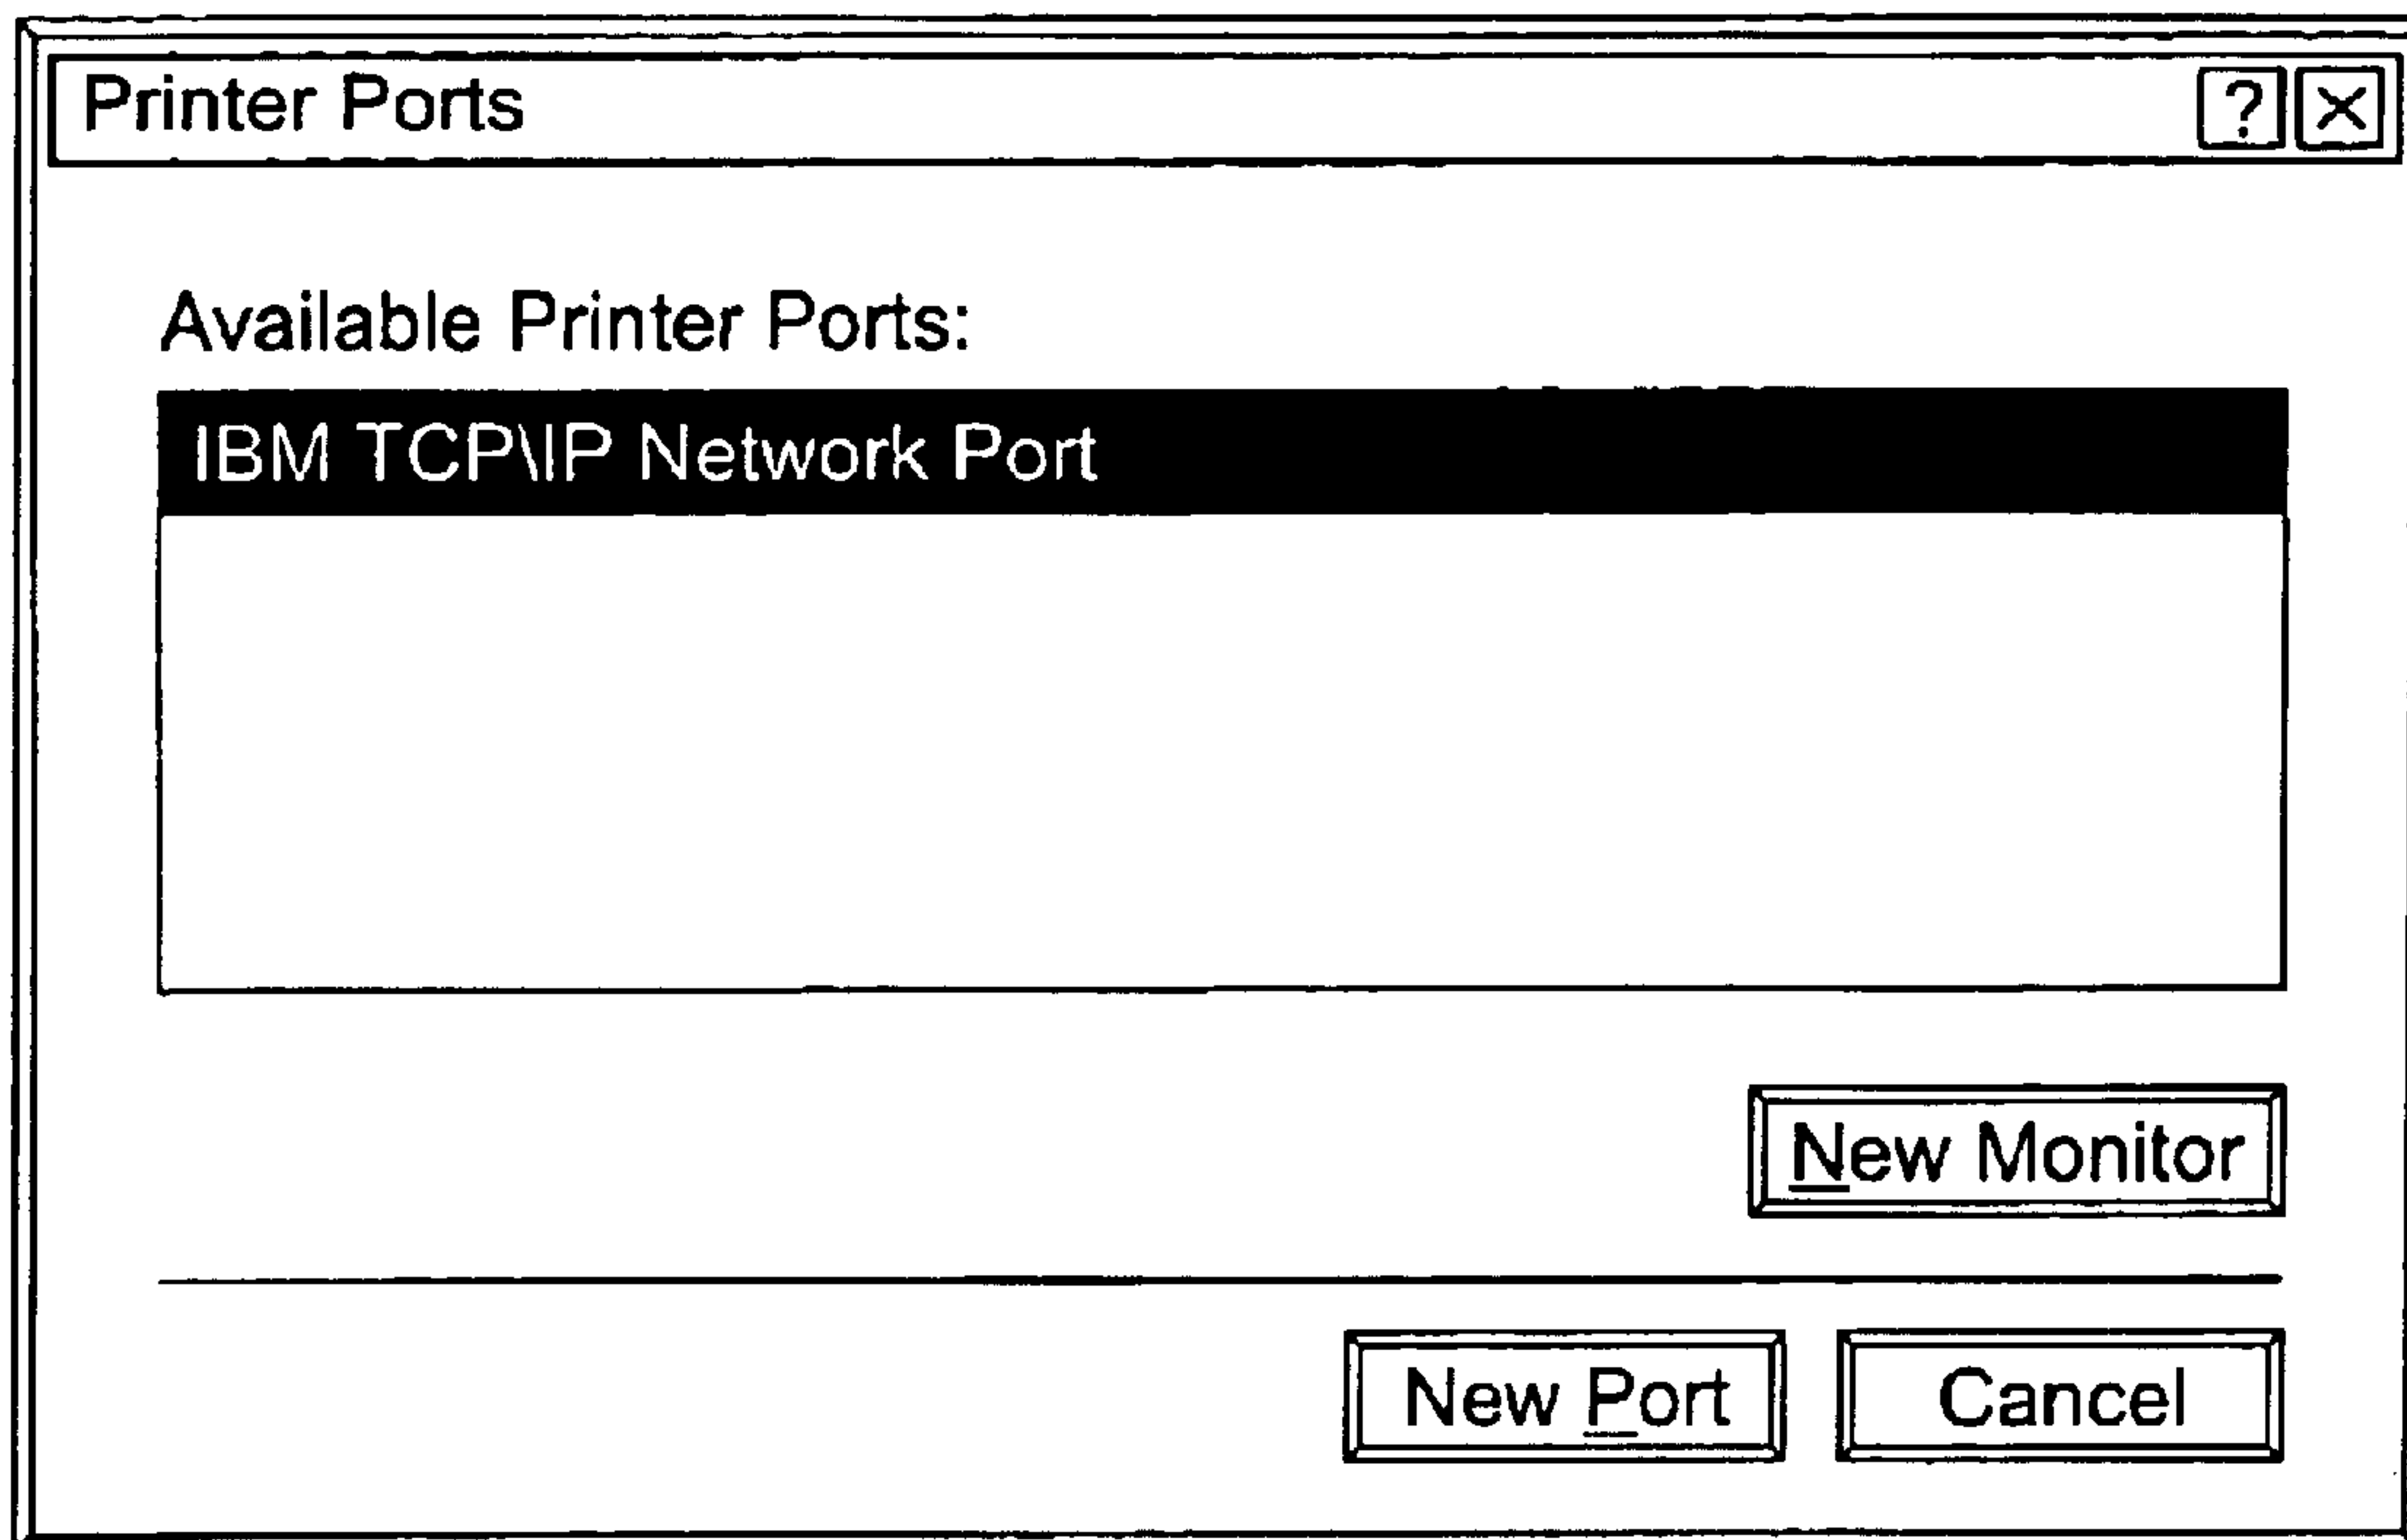 Printer Ports ? X
Available Printer Ports:
IBM TCP\IP Network Port
New Monitor
New Port Cancel